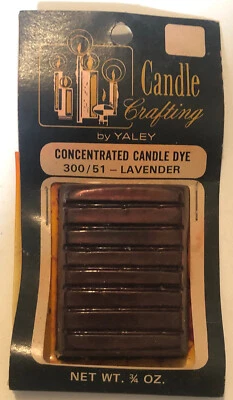 Candle
Crafting
by YALEY
CONCENTRATED CANDLE DYE
300/51 – LAVENDER
NET WT. ¾ OZ.